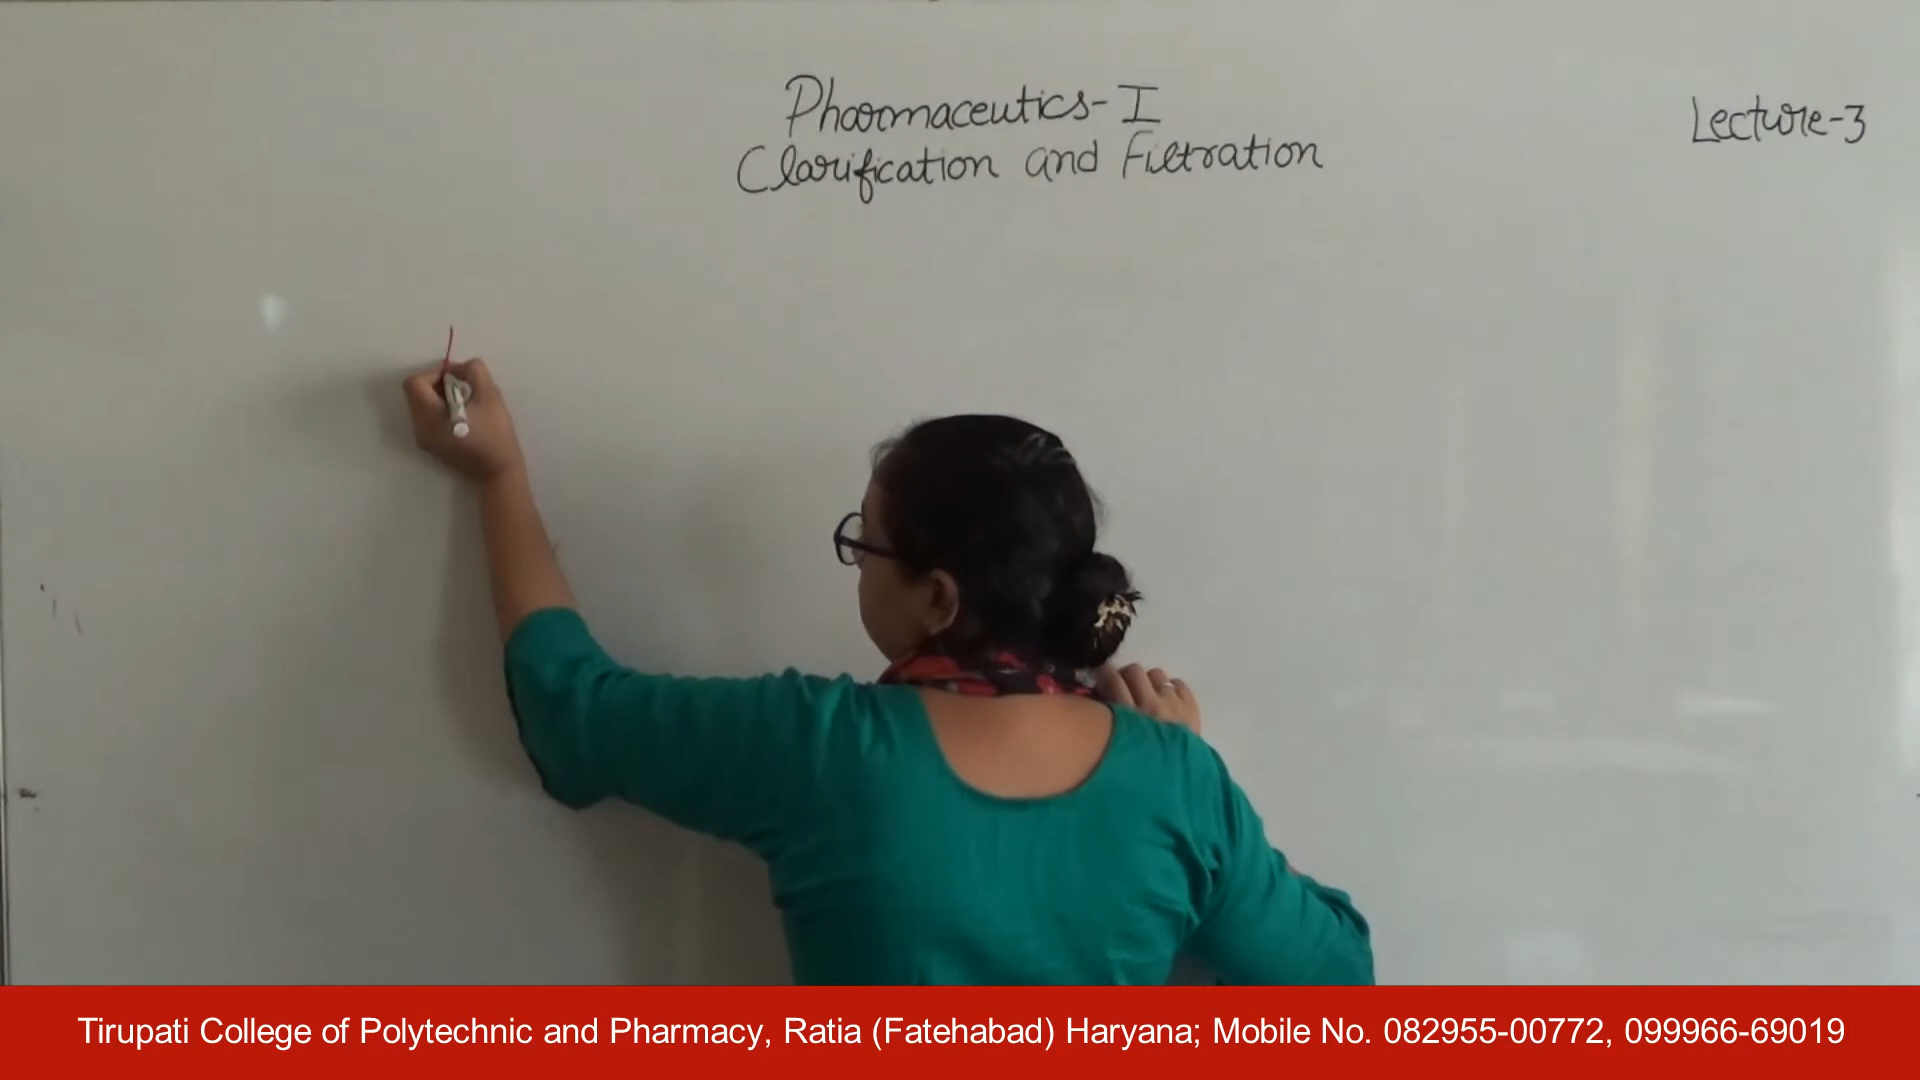 Pharmaceutics-I
Lecture-3
Clarification and Filtration
Tirupati College of Polytechnic and Pharmacy, Ratia (Fatehabad) Haryana; Mobile No. 082955-00772, 099966-69019